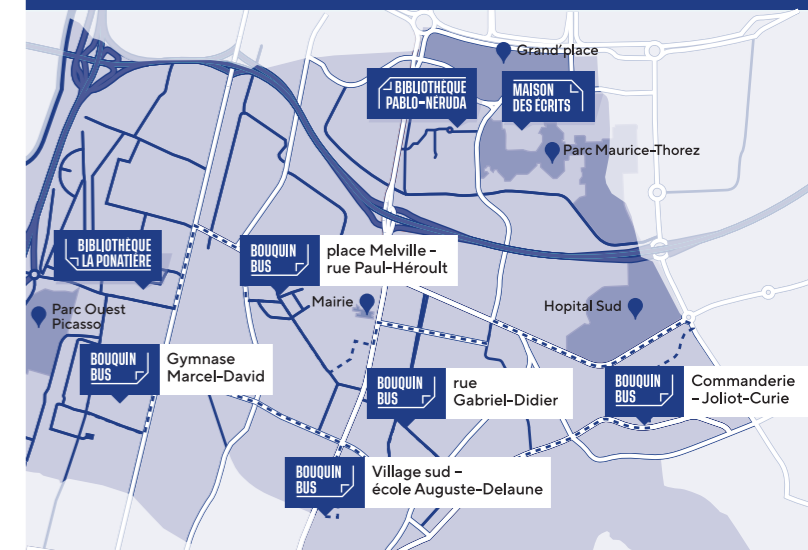 Grand'place
BIBLIOTHÈQUE
PABLO-NÉRUDA
MAISON
DES ÉCRITS
Parc Maurice-Thorez
BIBLIOTHÈQUE
LA PONATIÈRE
BOUQUIN
BUS
place Melville –
rue Paul-Héroult
Mairie
Hopital Sud
Parc Ouest
Picasso
BOUQUIN
BUS
Gymnase
Marcel-David
BOUQUIN
BUS
rue
Gabriel-Didier
BOUQUIN
BUS
Commanderie
– Joliot-Curie
BOUQUIN
BUS
Village sud –
école Auguste-Delaune